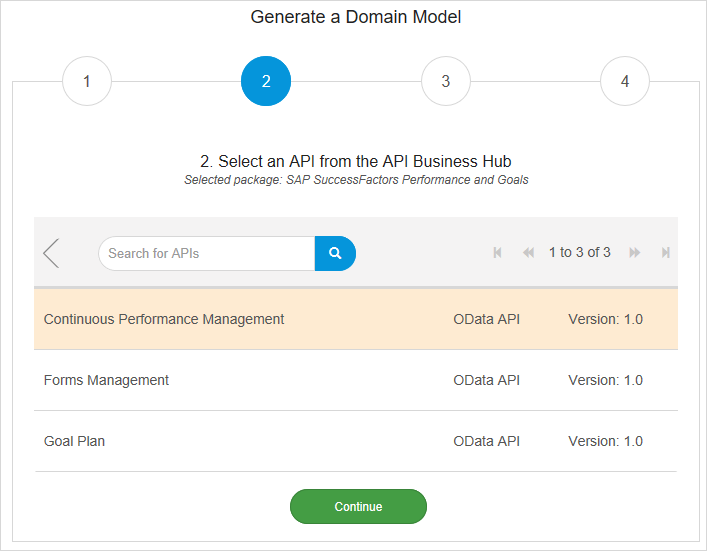 Generate a Domain Model
1 2 3 4
2. Select an API from the API Business Hub
Selected package: SAP SuccessFactors Performance and Goals
Search for APIs 1 to 3 of 3
Continuous Performance Management OData API Version: 1.0
Forms Management OData API Version: 1.0
Goal Plan OData API Version: 1.0
Continue